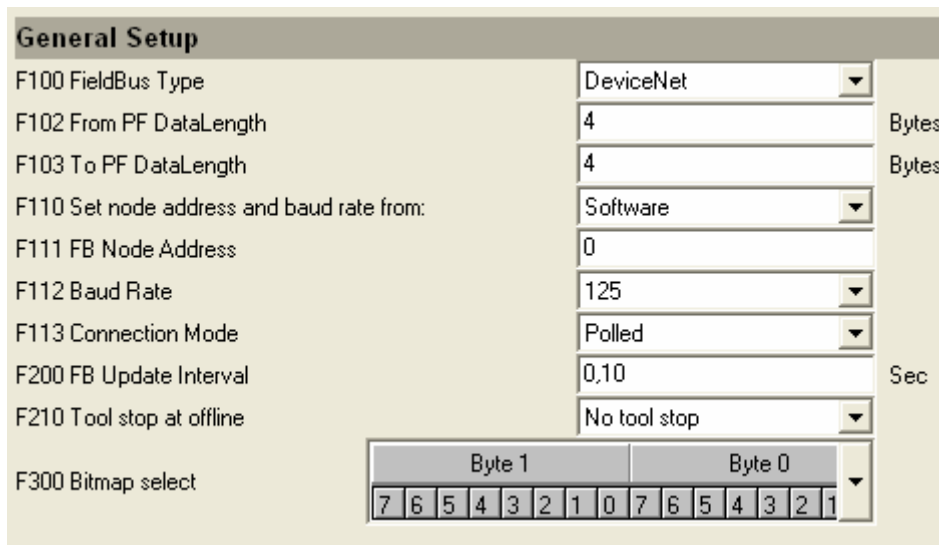 General Setup
F100 FieldBus Type DeviceNet
F102 From PF DataLength 4 Bytes
F103 To PF DataLength 4 Bytes
F110 Set node address and baud rate from: Software
F111 FB Node Address 0
F112 Baud Rate 125
F113 Connection Mode Polled
F200 FB Update Interval 0,10 Sec
F210 Tool stop at offline No tool stop
F300 Bitmap select Byte 1 Byte 0
7 6 5 4 3 2 1 0 7 6 5 4 3 2 1